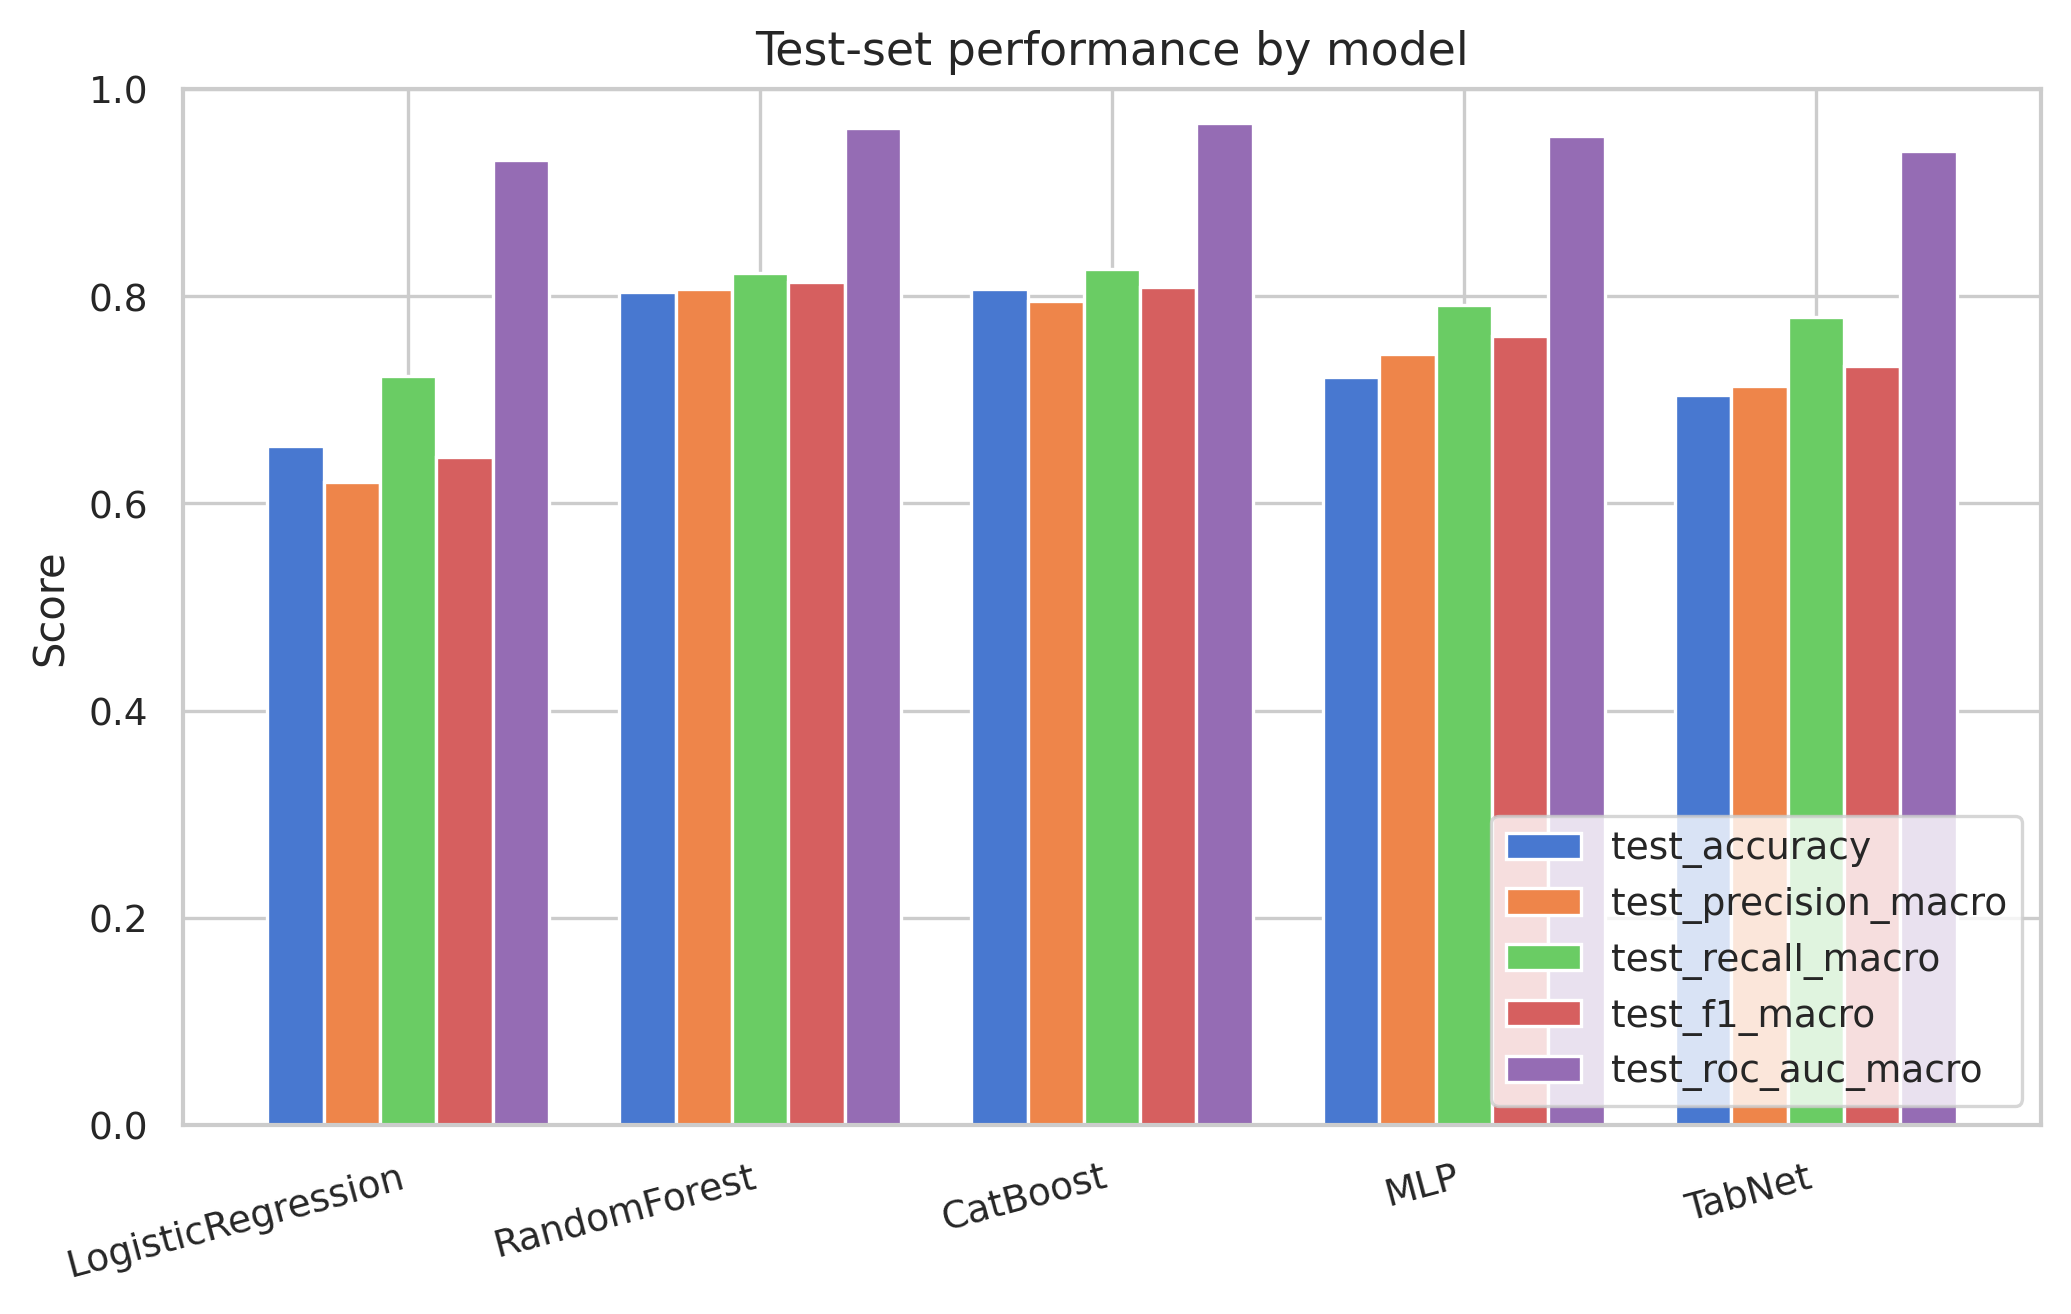 Test-set performance by model
1.0
0.8
0.6
0.4
0.2
0.0
Score
LogisticRegression
RandomForest
CatBoost
MLP
TabNet
test_accuracy
test_precision_macro
test_recall_macro
test_f1_macro
test_roc_auc_macro